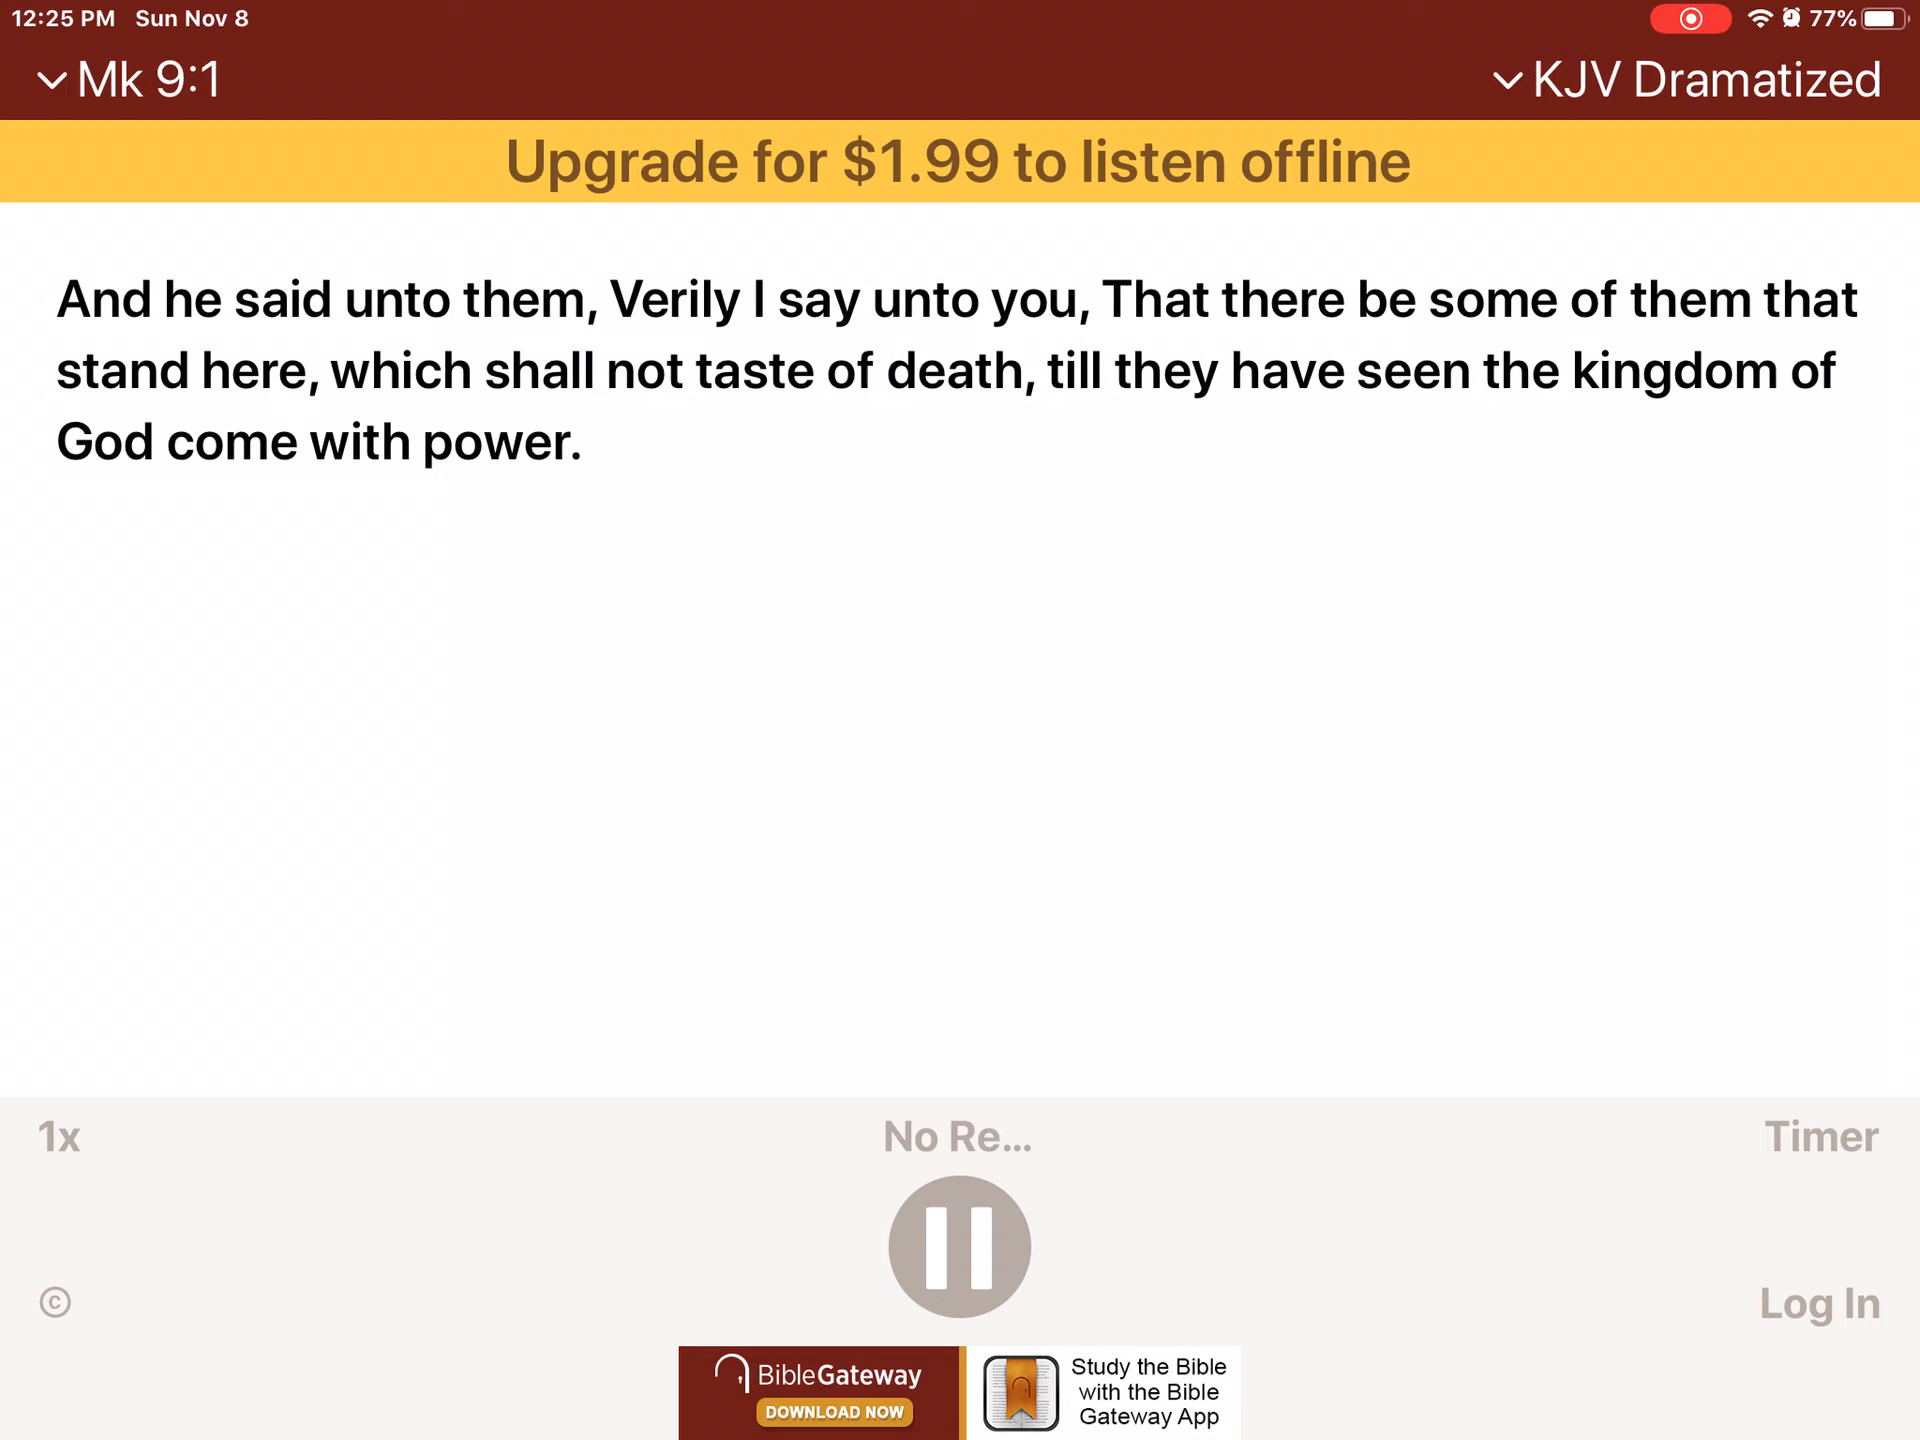 12:25 PM Sun Nov 8
77%
Mk 9:1
KJV Dramatized
Upgrade for $1.99 to listen offline
And he said unto them, Verily I say unto you, That there be some of them that
stand here, which shall not taste of death, till they have seen the kingdom of
God come with power.
1x
No Re...
Timer
©
Log In
BibleGateway
DOWNLOAD NOW
Study the Bible
with the Bible
Gateway App